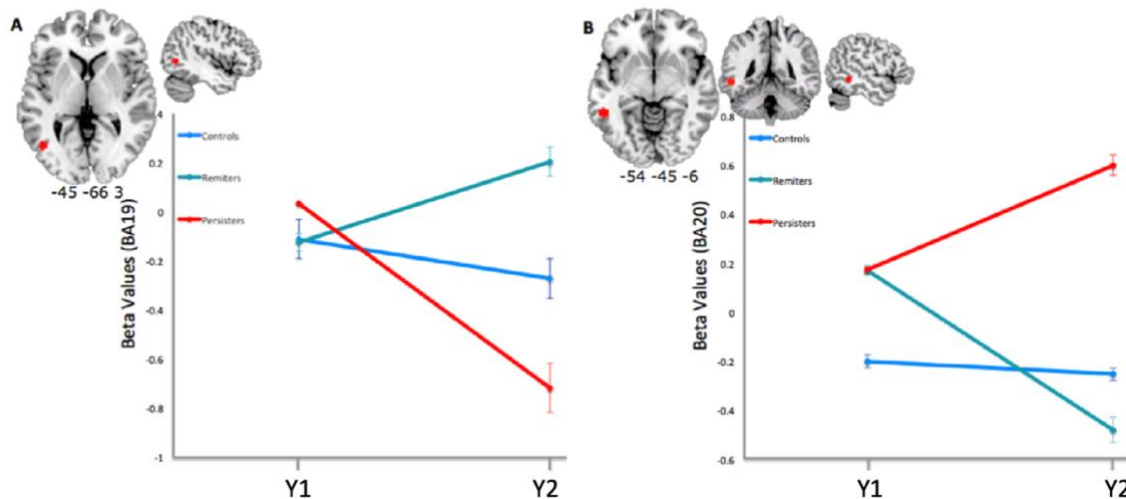 A
-45 -66 3
.4
Controls
Remiters
Persisters
0.2
0
-0.2
-0.4
-0.6
-0.8
-1
Beta Values (BA19)
Y1 Y2
B
-54 -45 -6
0.8
Controls
Remiters
Persisters
0.6
0.4
0.2
0
-0.2
-0.4
-0.6
Beta Values (BA20)
Y1 Y2